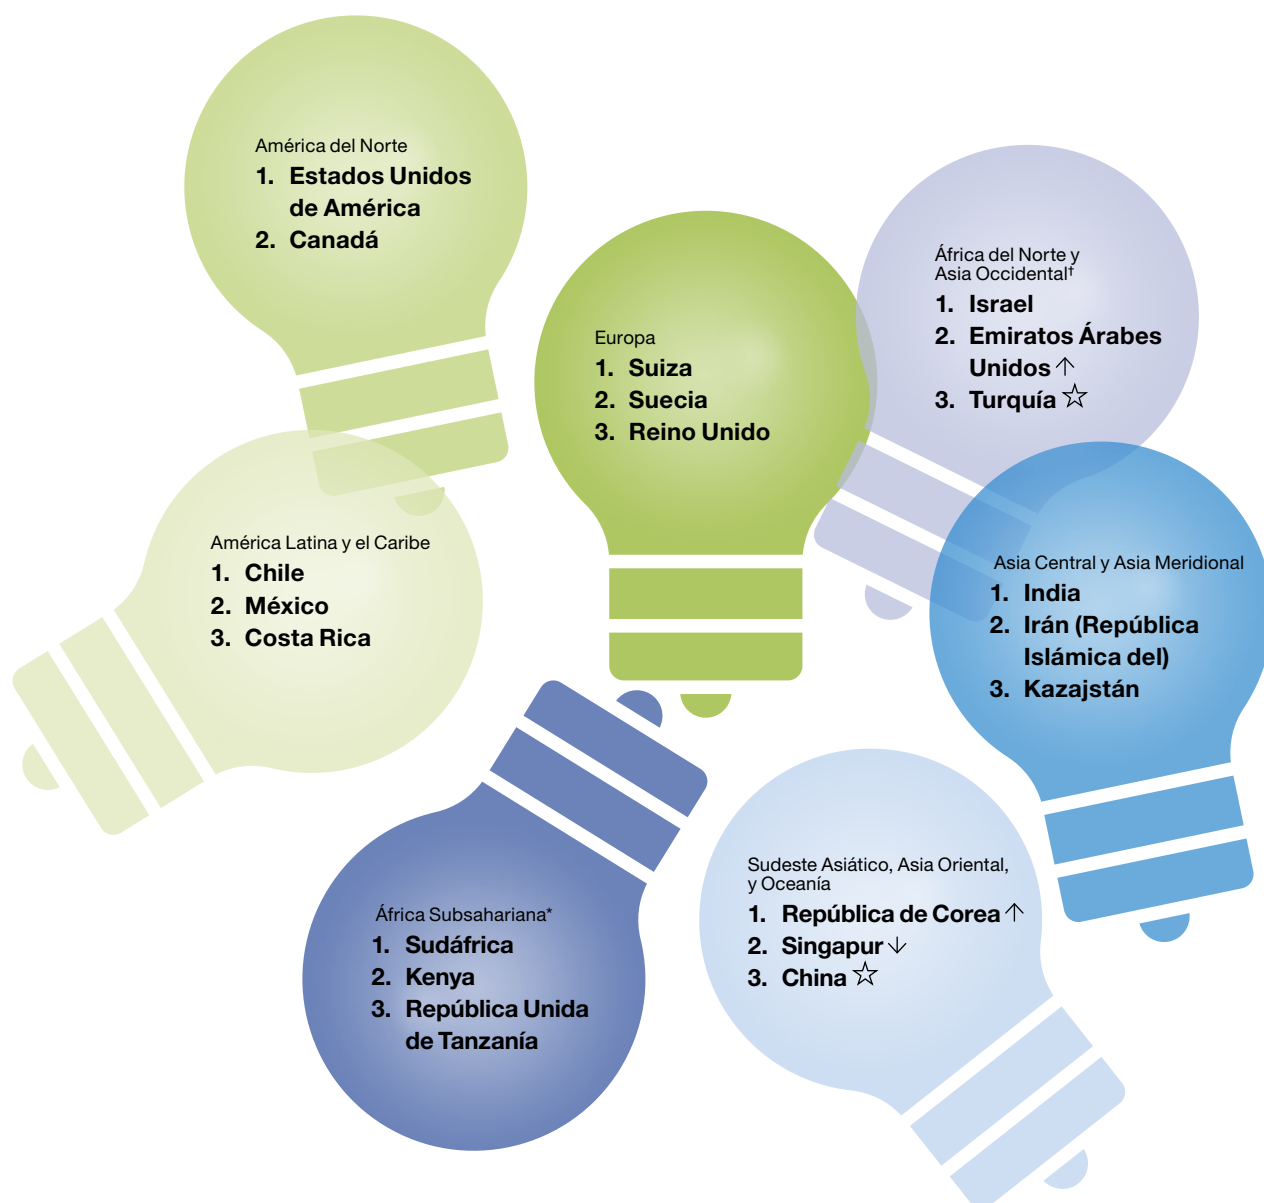 América del Norte
1. Estados Unidos
de América
2. Canadá
África del Norte y
Asia Occidental†
1. Israel
2. Emiratos Árabes
Unidos ↑
3. Turquía ☆
Europa
1. Suiza
2. Suecia
3. Reino Unido
América Latina y el Caribe
1. Chile
2. México
3. Costa Rica
Asia Central y Asia Meridional
1. India
2. Irán (República
Islámica del)
3. Kazajstán
África Subsahariana*
1. Sudáfrica
2. Kenya
3. República Unida
de Tanzanía
Sudeste Asiático, Asia Oriental,
y Oceanía
1. República de Corea ↑
2. Singapur ↓
3. China ☆